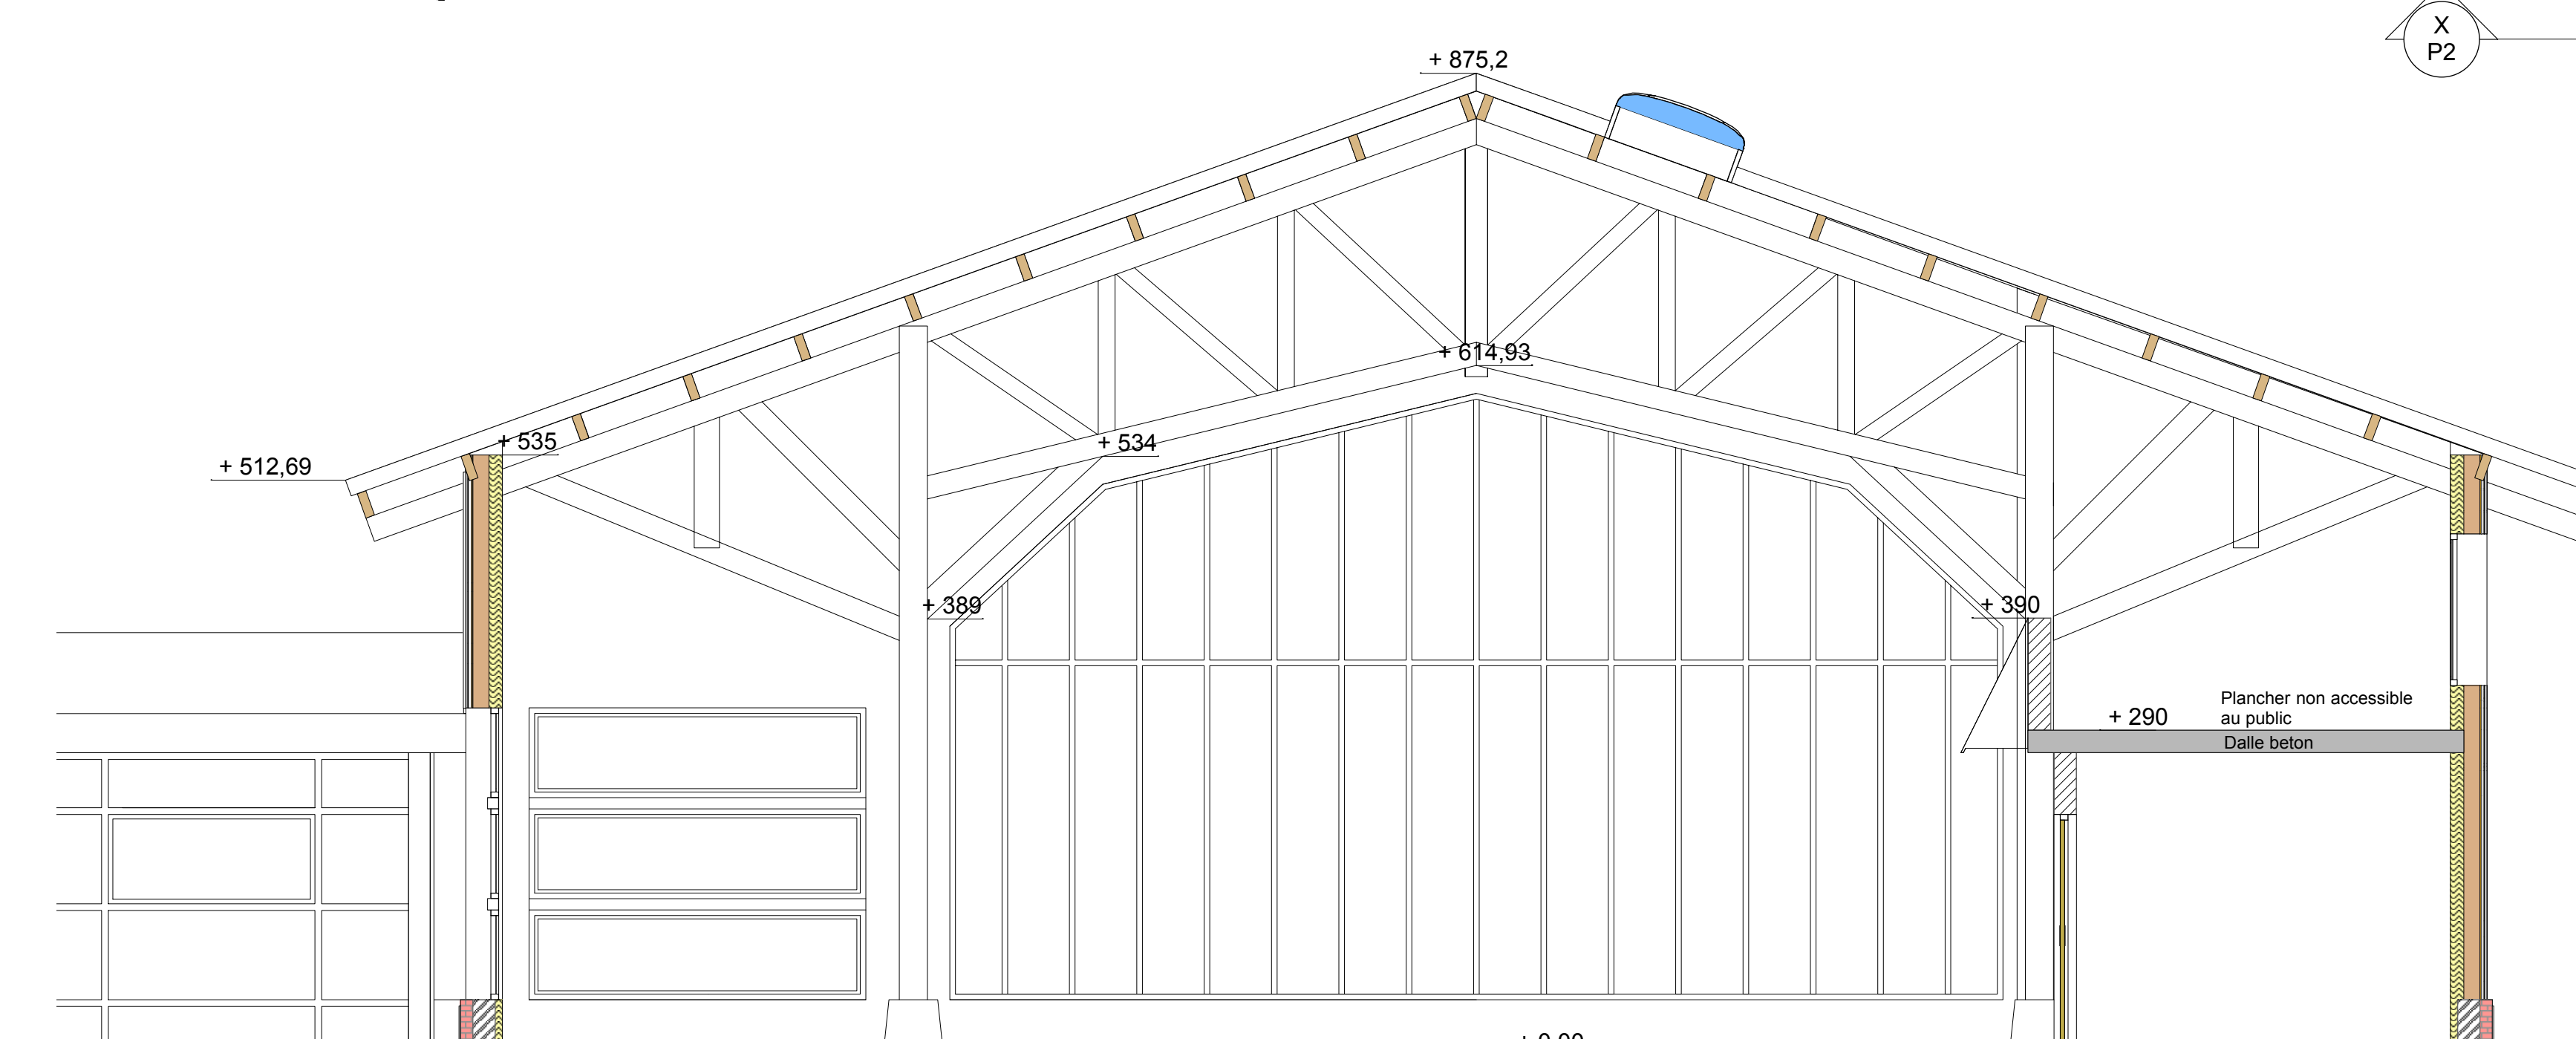 X
P2
+ 875,2
+ 614,93
+ 535
+ 534
+ 512,69
+ 389
+ 390
Plancher non accessible
au public
+ 290
Dalle beton